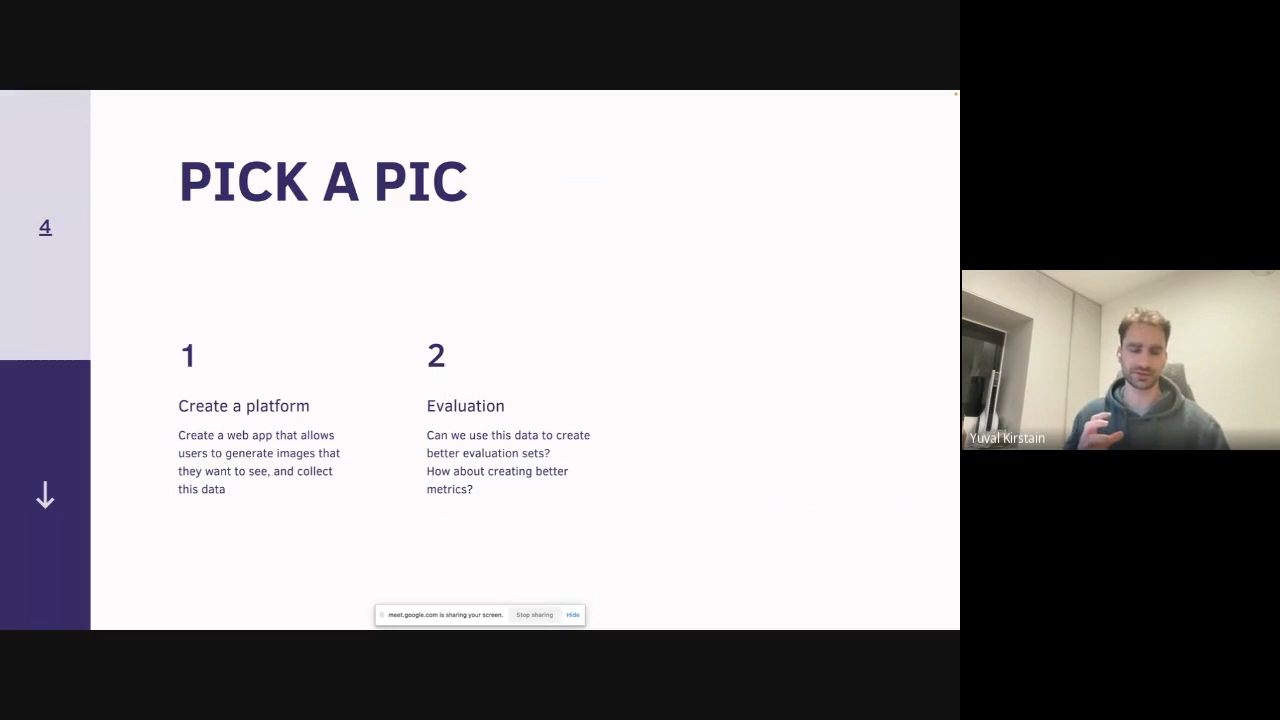 PICK A PIC
4
1
Create a platform
Create a web app that allows
users to generate images that
they want to see, and collect
this data
2
Evaluation
Can we use this data to create
better evaluation sets?
How about creating better
metrics?
meet.google.com is sharing your screen. Stop sharing Hide
Yuval Kirstain